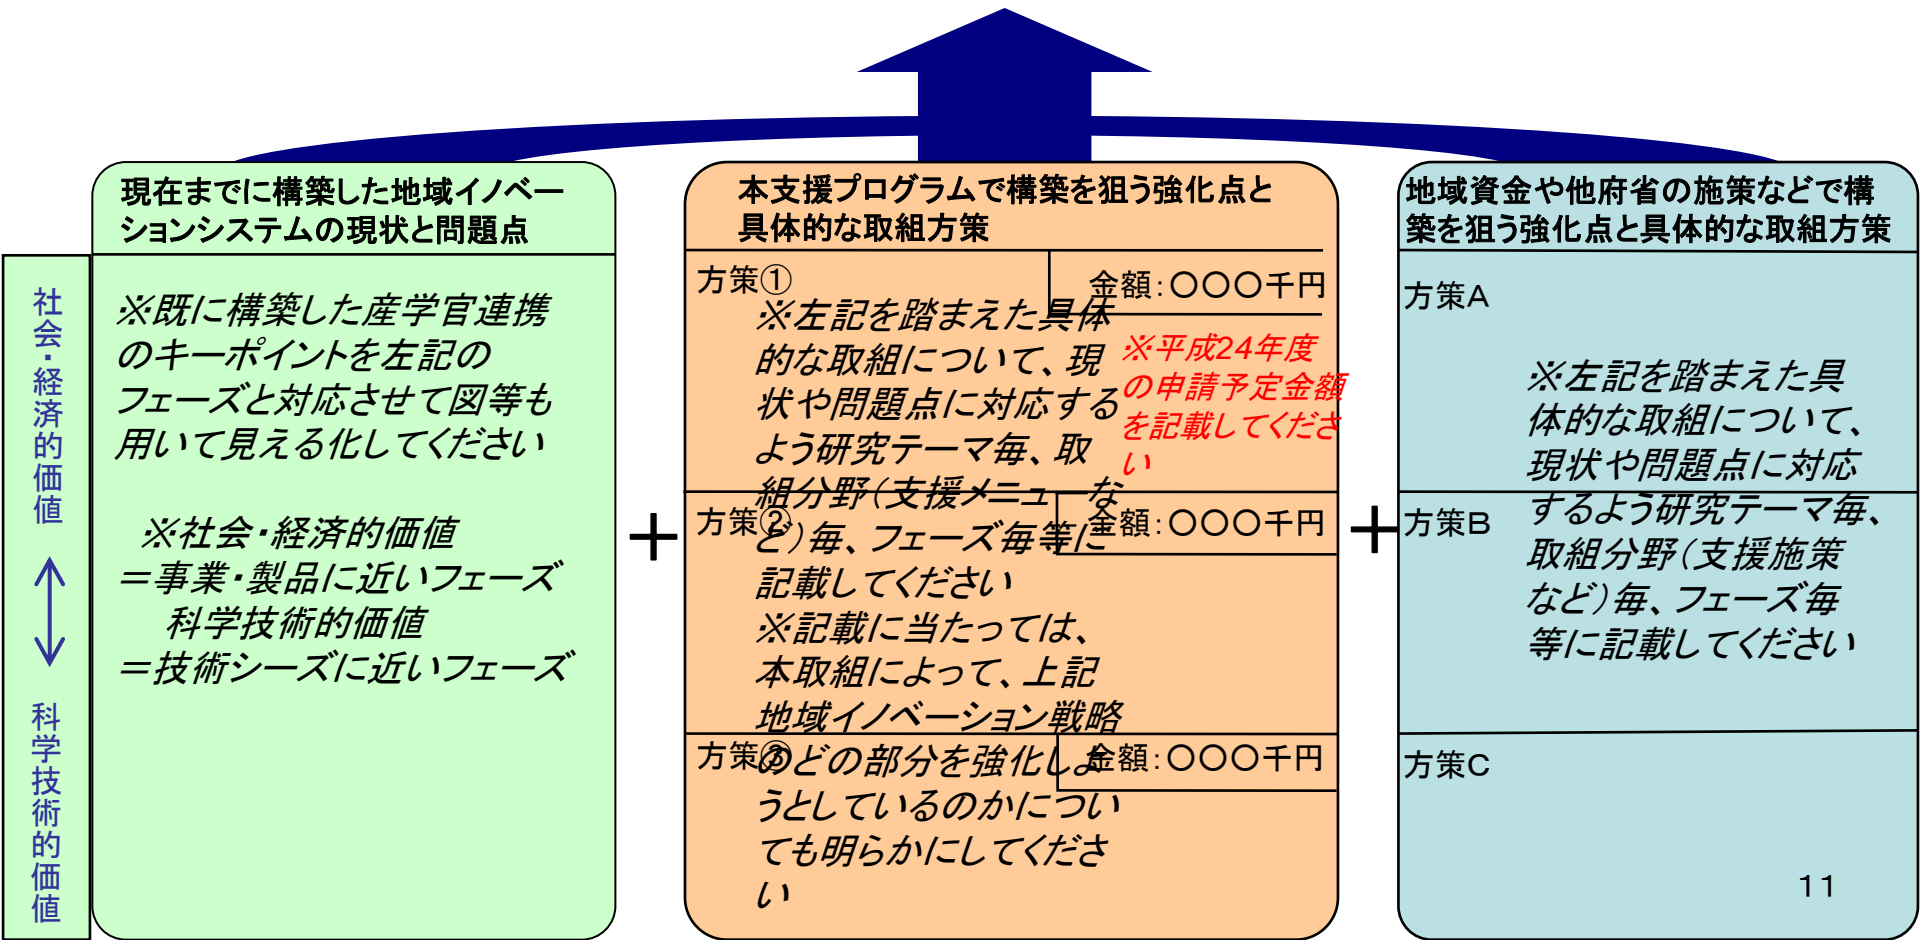 現在までに構築した地域イノベー
ションシステムの現状と問題点
社会・経済的価値
科学技術的価値
※既に構築した産学官連携
のキーポイントを左記の
フェーズと対応させて図等も
用いて見える化してください
※社会・経済的価値
＝事業・製品に近いフェーズ
科学技術的価値
＝技術シーズに近いフェーズ
＋
本支援プログラムで構築を狙う強化点と
具体的な取組方策
方策①
金額：〇〇〇千円
※左記を踏まえた具体
的な取組について、現
状や問題点に対応する
よう研究テーマ毎、取
組分野（支援メニューな
ど）毎、フェーズ毎等に
記載してください
※記載に当たっては、
本取組によって、上記
地域イノベーション戦略
のどの部分を強化しよ
うとしているのかについ
ても明らかにしてくださ
い
※平成24年度
の申請予定金額
を記載してくださ
い
方策②
金額：〇〇〇千円
方策③
金額：〇〇〇千円
＋
地域資金や他府省の施策などで構
築を狙う強化点と具体的な取組方策
方策A
※左記を踏まえた具
体的な取組について、
現状や問題点に対応
するよう研究テーマ毎、
取組分野（支援施策
など）毎、フェーズ毎
等に記載してください
方策B
方策C
11